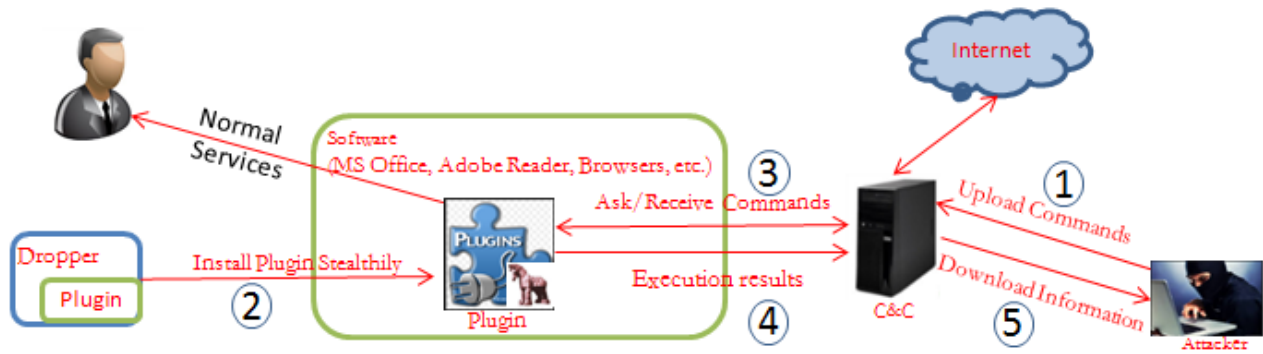 Internet
Normal
Services
Software
(MS Office, Adobe Reader, Browsers, etc.)
3
1
Ask/Receive Commands
Upload Commands
PLUGINS
Dropper
Plugin
Install Plugin Stealthily
2
Execution results
Download Information
Plugin
4
C&C
5
Attacker